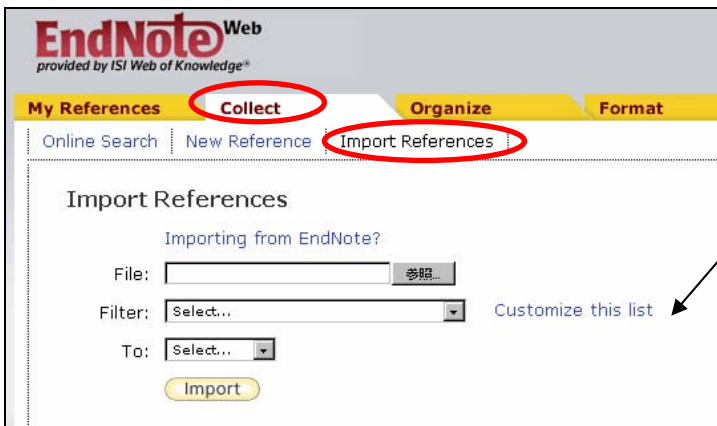 EndNote Web
provided by ISI Web of Knowledge®
My References Collect Organize Format
Online Search New Reference Import References
Import References
Importing from EndNote?
File: 参照...
Filter: Select... Customize this list
To: Select...
Import